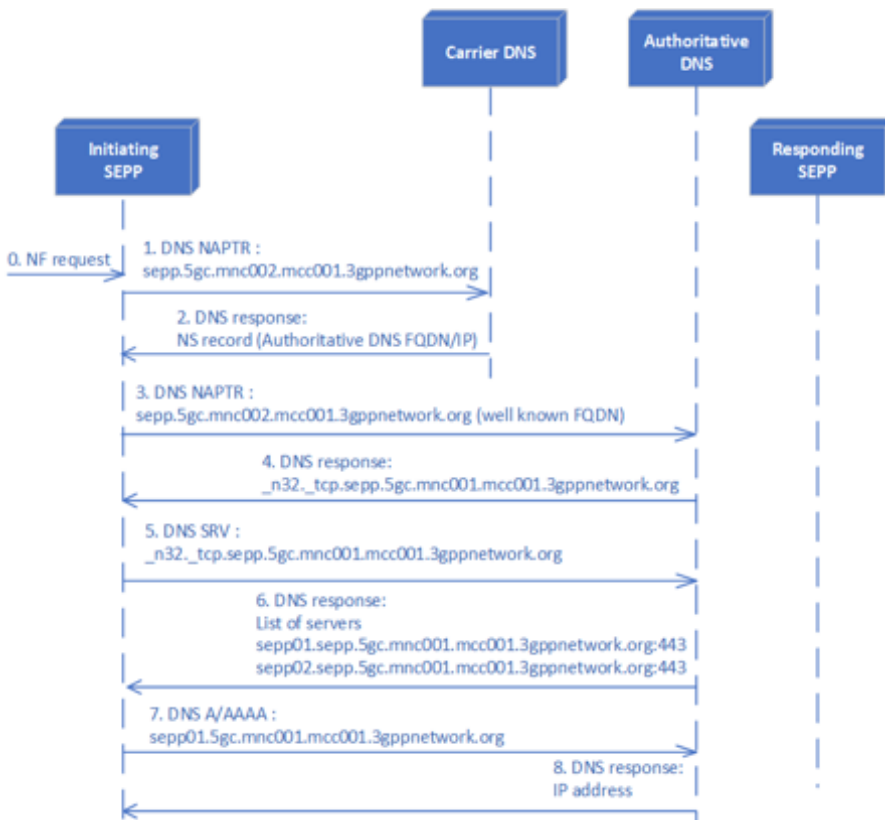 Carrier DNS
Authoritative
DNS
Initiating
SEPP
Responding
SEPP
0. NF request
1. DNS NAPTR :
sepp.5gc.mnc002.mcc001.3gppnetwork.org
2. DNS response:
NS record (Authoritative DNS FQDN/IP)
3. DNS NAPTR :
sepp.5gc.mnc002.mcc001.3gppnetwork.org (well known FQDN)
4. DNS response:
_n32._tcp.sepp.5gc.mnc001.mcc001.3gppnetwork.org
5. DNS SRV :
_n32._tcp.sepp.5gc.mnc001.mcc001.3gppnetwork.org
6. DNS response:
List of servers
sepp01.sepp.5gc.mnc001.mcc001.3gppnetwork.org:443
sepp02.sepp.5gc.mnc001.mcc001.3gppnetwork.org:443
7. DNS A/AAAA :
sepp01.5gc.mnc001.mcc001.3gppnetwork.org
8. DNS response:
IP address